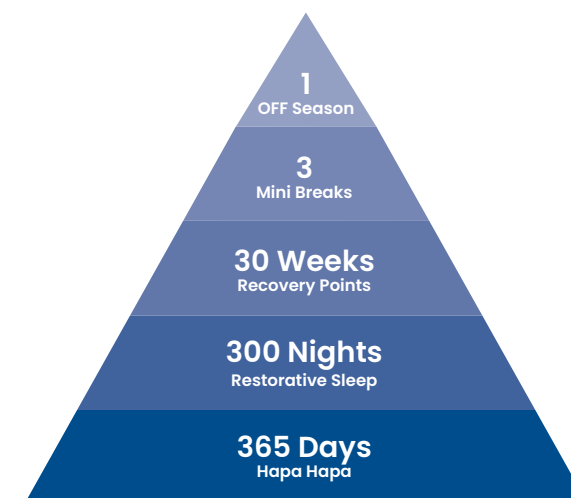 1
OFF Season
3
Mini Breaks
30 Weeks
Recovery Points
300 Nights
Restorative Sleep
365 Days
Hapa Hapa